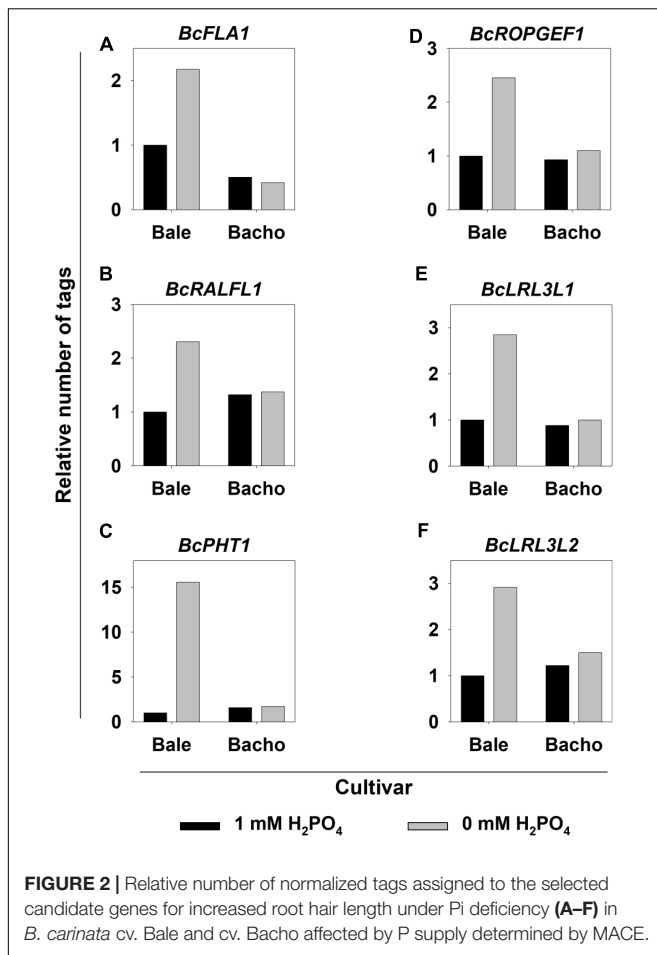 A
BcFLA1
2
1
0
Bale Bacho
B
BcRALFL1
3
2
1
0
Bale Bacho
C
BcPHT1
15
10
5
0
Bale Bacho
D
BcROPGEF1
3
2
1
0
Bale Bacho
E
BcLRL3L1
3
2
1
0
Bale Bacho
F
BcLRL3L2
3
2
1
0
Bale Bacho
Relative number of tags
Cultivar
1 mM H₂PO₄ 0 mM H₂PO₄
FIGURE 2 | Relative number of normalized tags assigned to the selected
candidate genes for increased root hair length under Pi deficiency (A–F) in
B. carinata cv. Bale and cv. Bacho affected by P supply determined by MACE.